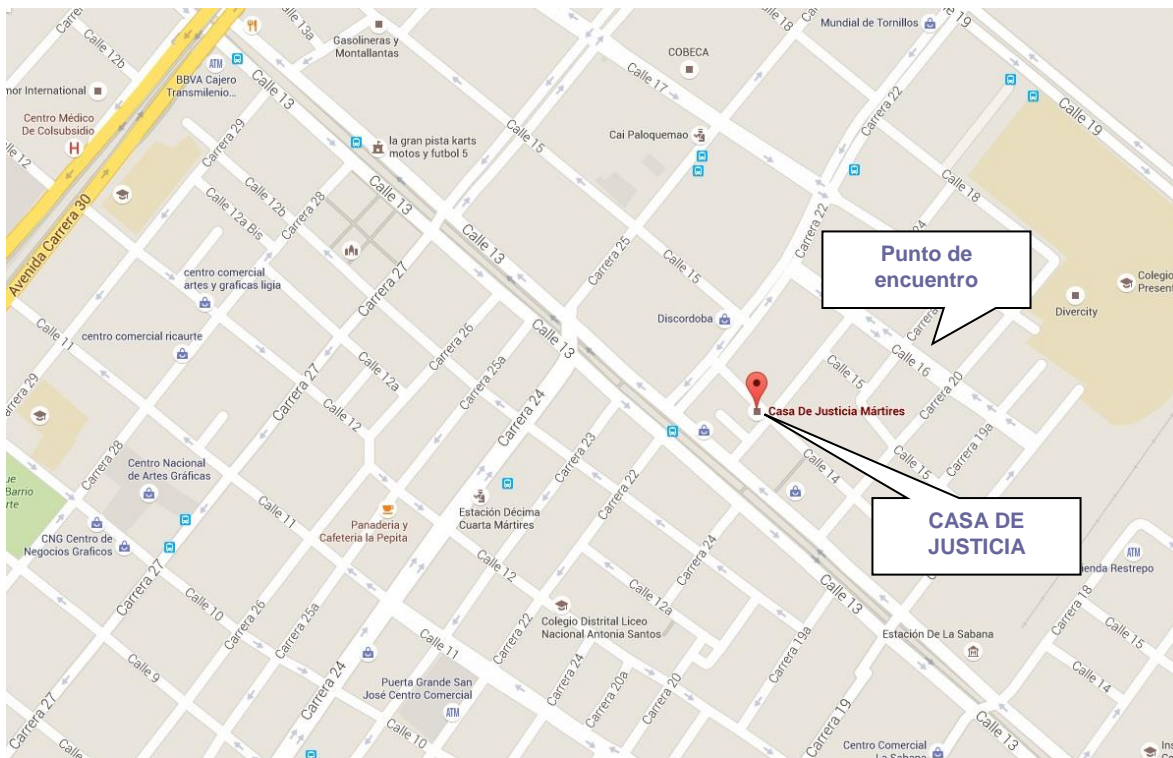 Calle 12b
Calle 13a
Gasolineras y
Montallantas
Calle 18
Mundial de Tornillos
Calle 19
ATM
BBVA Cajero
Transmilenio...
Calle 13
COBECA
Calle 17
Carrera 22
Centro Médico
De Colsubsidio
H
Carrera 29
la gran pista karts
motos y futbol 5
Calle 15
Cai Paloquemao
Calle 19
Calle 12b
Calle 12a Bis
Carrera 28
Calle 13
Calle 18
Avenida Carrera 30
Carrera 27
Calle 13
Carrera 25
Calle 15
Carrera 22
Punto de
encuentro
Colegio
Divercity
centro comercial
artes y graficas ligia
centro comercial ricaurte
Discordoba
Calle 11
Carrera 26
Carrera 25a
Calle 13
Calle 16
Calle 15
Carrera 20
Calle 12a
Carrera 27
Carrera 24
Casa De Justicia Mártires
Carrera 28
Calle 12
Carrera 23
Carrera 22
Calle 14
Calle 15
Carrera 19a
Centro Nacional
de Artes Gráficas
Estación Décima
Cuarta Mártires
CASA DE
JUSTICIA
CNG Centro de
Negocios Graficos
Calle 11
Panaderia y
Cafeteria la Pepita
Carrera 24
ATM
Carrera 27
Calle 10
Carrera 26
Carrera 25a
Calle 12
Calle 12a
Calle 13
Carrera 18
Calle 15
Colegio Distrital Liceo
Nacional Antonia Santos
Carrera 22
Carrera 19a
Estación De La Sabana
Calle 9
Carrera 24
Calle 11
Carrera 24
Carrera 20a
Carrera 20
Carrera 19
Calle 14
Puerta Grande San
José Centro Comercial
ATM
Carrera 27
Calle 10
Centro Comercial
La Sabana
Calle 13